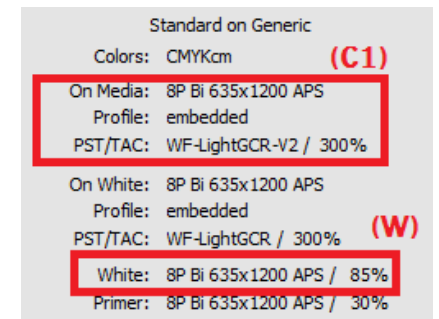 Standard on Generic
Colors: CMYKcm (C1)
On Media: 8P Bi 635x1200 APS
Profile: embedded
PST/TAC: WF-LightGCR-V2 / 300%
On White: 8P Bi 635x1200 APS
Profile: embedded
PST/TAC: WF-LightGCR / 300% (W)
White: 8P Bi 635x1200 APS / 85%
Primer: 8P Bi 635x1200 APS / 30%